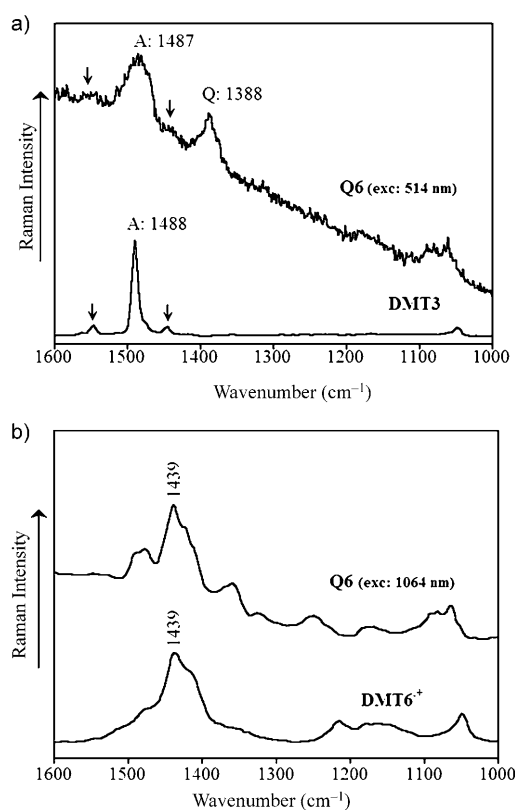 a)
A: 1487
Q: 1388
Raman Intensity
Q6 (exc: 514 nm)
A: 1488
DMT3
1600 1500 1400 1300 1200 1100 1000
Wavenumber (cm⁻¹)
b)
1439
Raman Intensity
Q6 (exc: 1064 nm)
1439
DMT6·⁺
1600 1500 1400 1300 1200 1100 1000
Wavenumber (cm⁻¹)